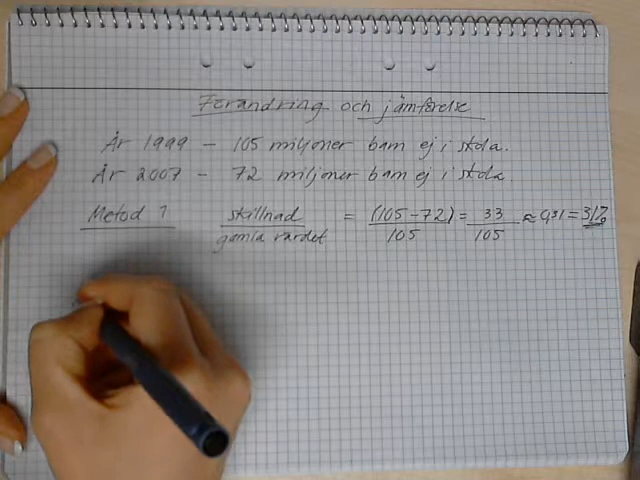 Förändring och jämförelse
År 1999 - 105 miljoner barn ej i skola.
År 2007 - 72 miljoner barn ej i skola.
Metod 1 skillnad / gamla värdet = (105-72) / 105 = 33 / 105 ≈ 0,31 = 31%